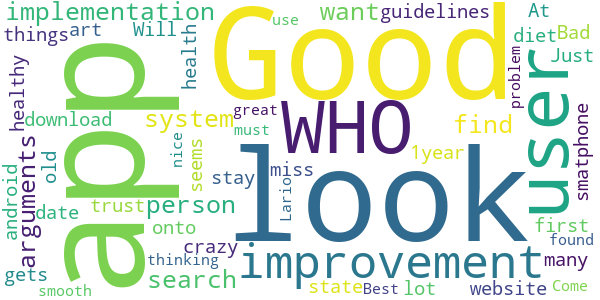 implementation
things art Will
healthy
app
health
Good
use
want guidelines At
diet Bad
Just
problem
user
smatphone
download
system
great
must
WHO
find
arguments
android
old
date
nice
seems
look
miss
1year
stay
Lario
trust person
onto
first
found
gets
crazy
thinking
improvement
many
smooth
search
state Best lot website Come